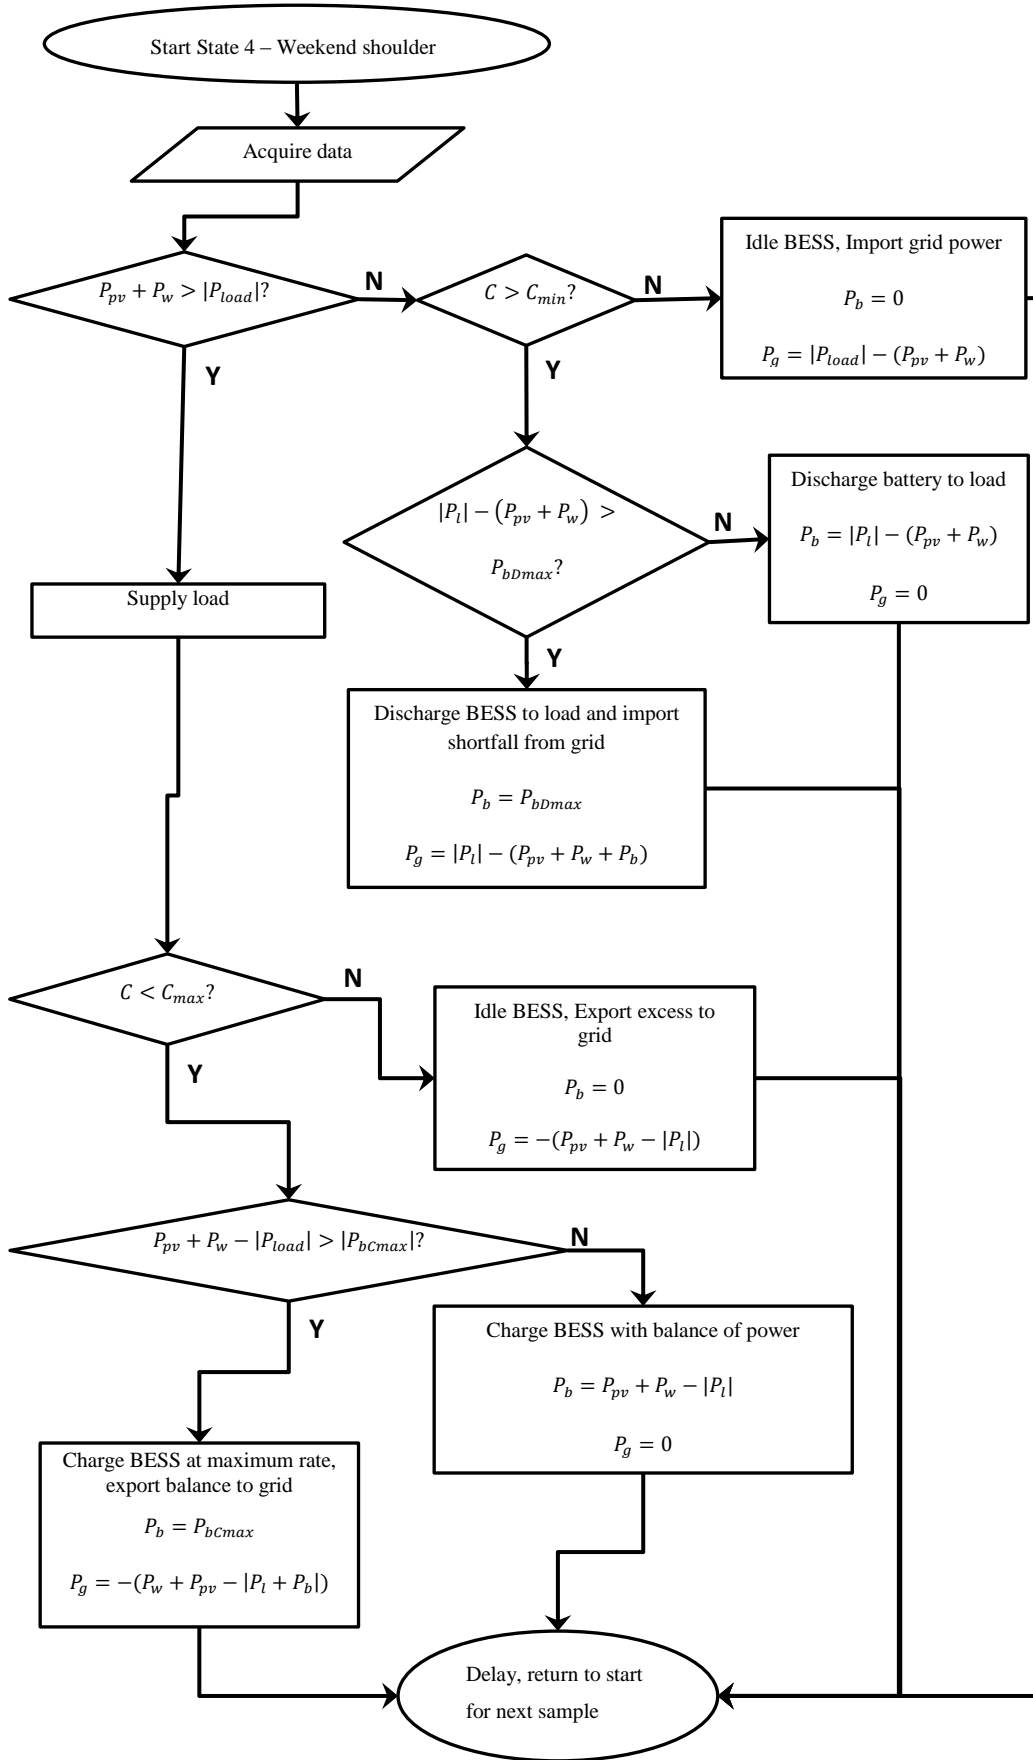 Start State 4 – Weekend shoulder
Acquire data
P_pv + P_w > |P_load|?
N
C > C_min?
N
Idle BESS, Import grid power
P_b = 0
P_g = |P_load| − (P_pv + P_w)
Y
Y
|P_l| − (P_pv + P_w) >
P_bDmax?
N
Discharge battery to load
P_b = |P_l| − (P_pv + P_w)
P_g = 0
Supply load
Y
Discharge BESS to load and import
shortfall from grid
P_b = P_bDmax
P_g = |P_l| − (P_pv + P_w + P_b)
C < C_max?
N
Idle BESS, Export excess to
grid
P_b = 0
P_g = −(P_pv + P_w − |P_l|)
Y
P_pv + P_w − |P_load| > |P_bCmax|?
N
Y
Charge BESS with balance of power
P_b = P_pv + P_w − |P_l|
P_g = 0
Charge BESS at maximum rate,
export balance to grid
P_b = P_bCmax
P_g = −(P_w + P_pv − |P_l + P_b|)
Delay, return to start
for next sample